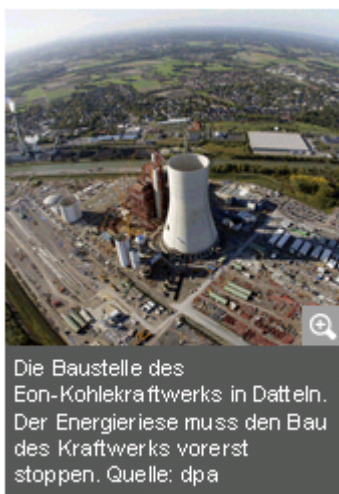 Die Baustelle des
Eon-Kohlekraftwerks in Datteln.
Der Energieriese muss den Bau
des Kraftwerks vorerst
stoppen. Quelle: dpa